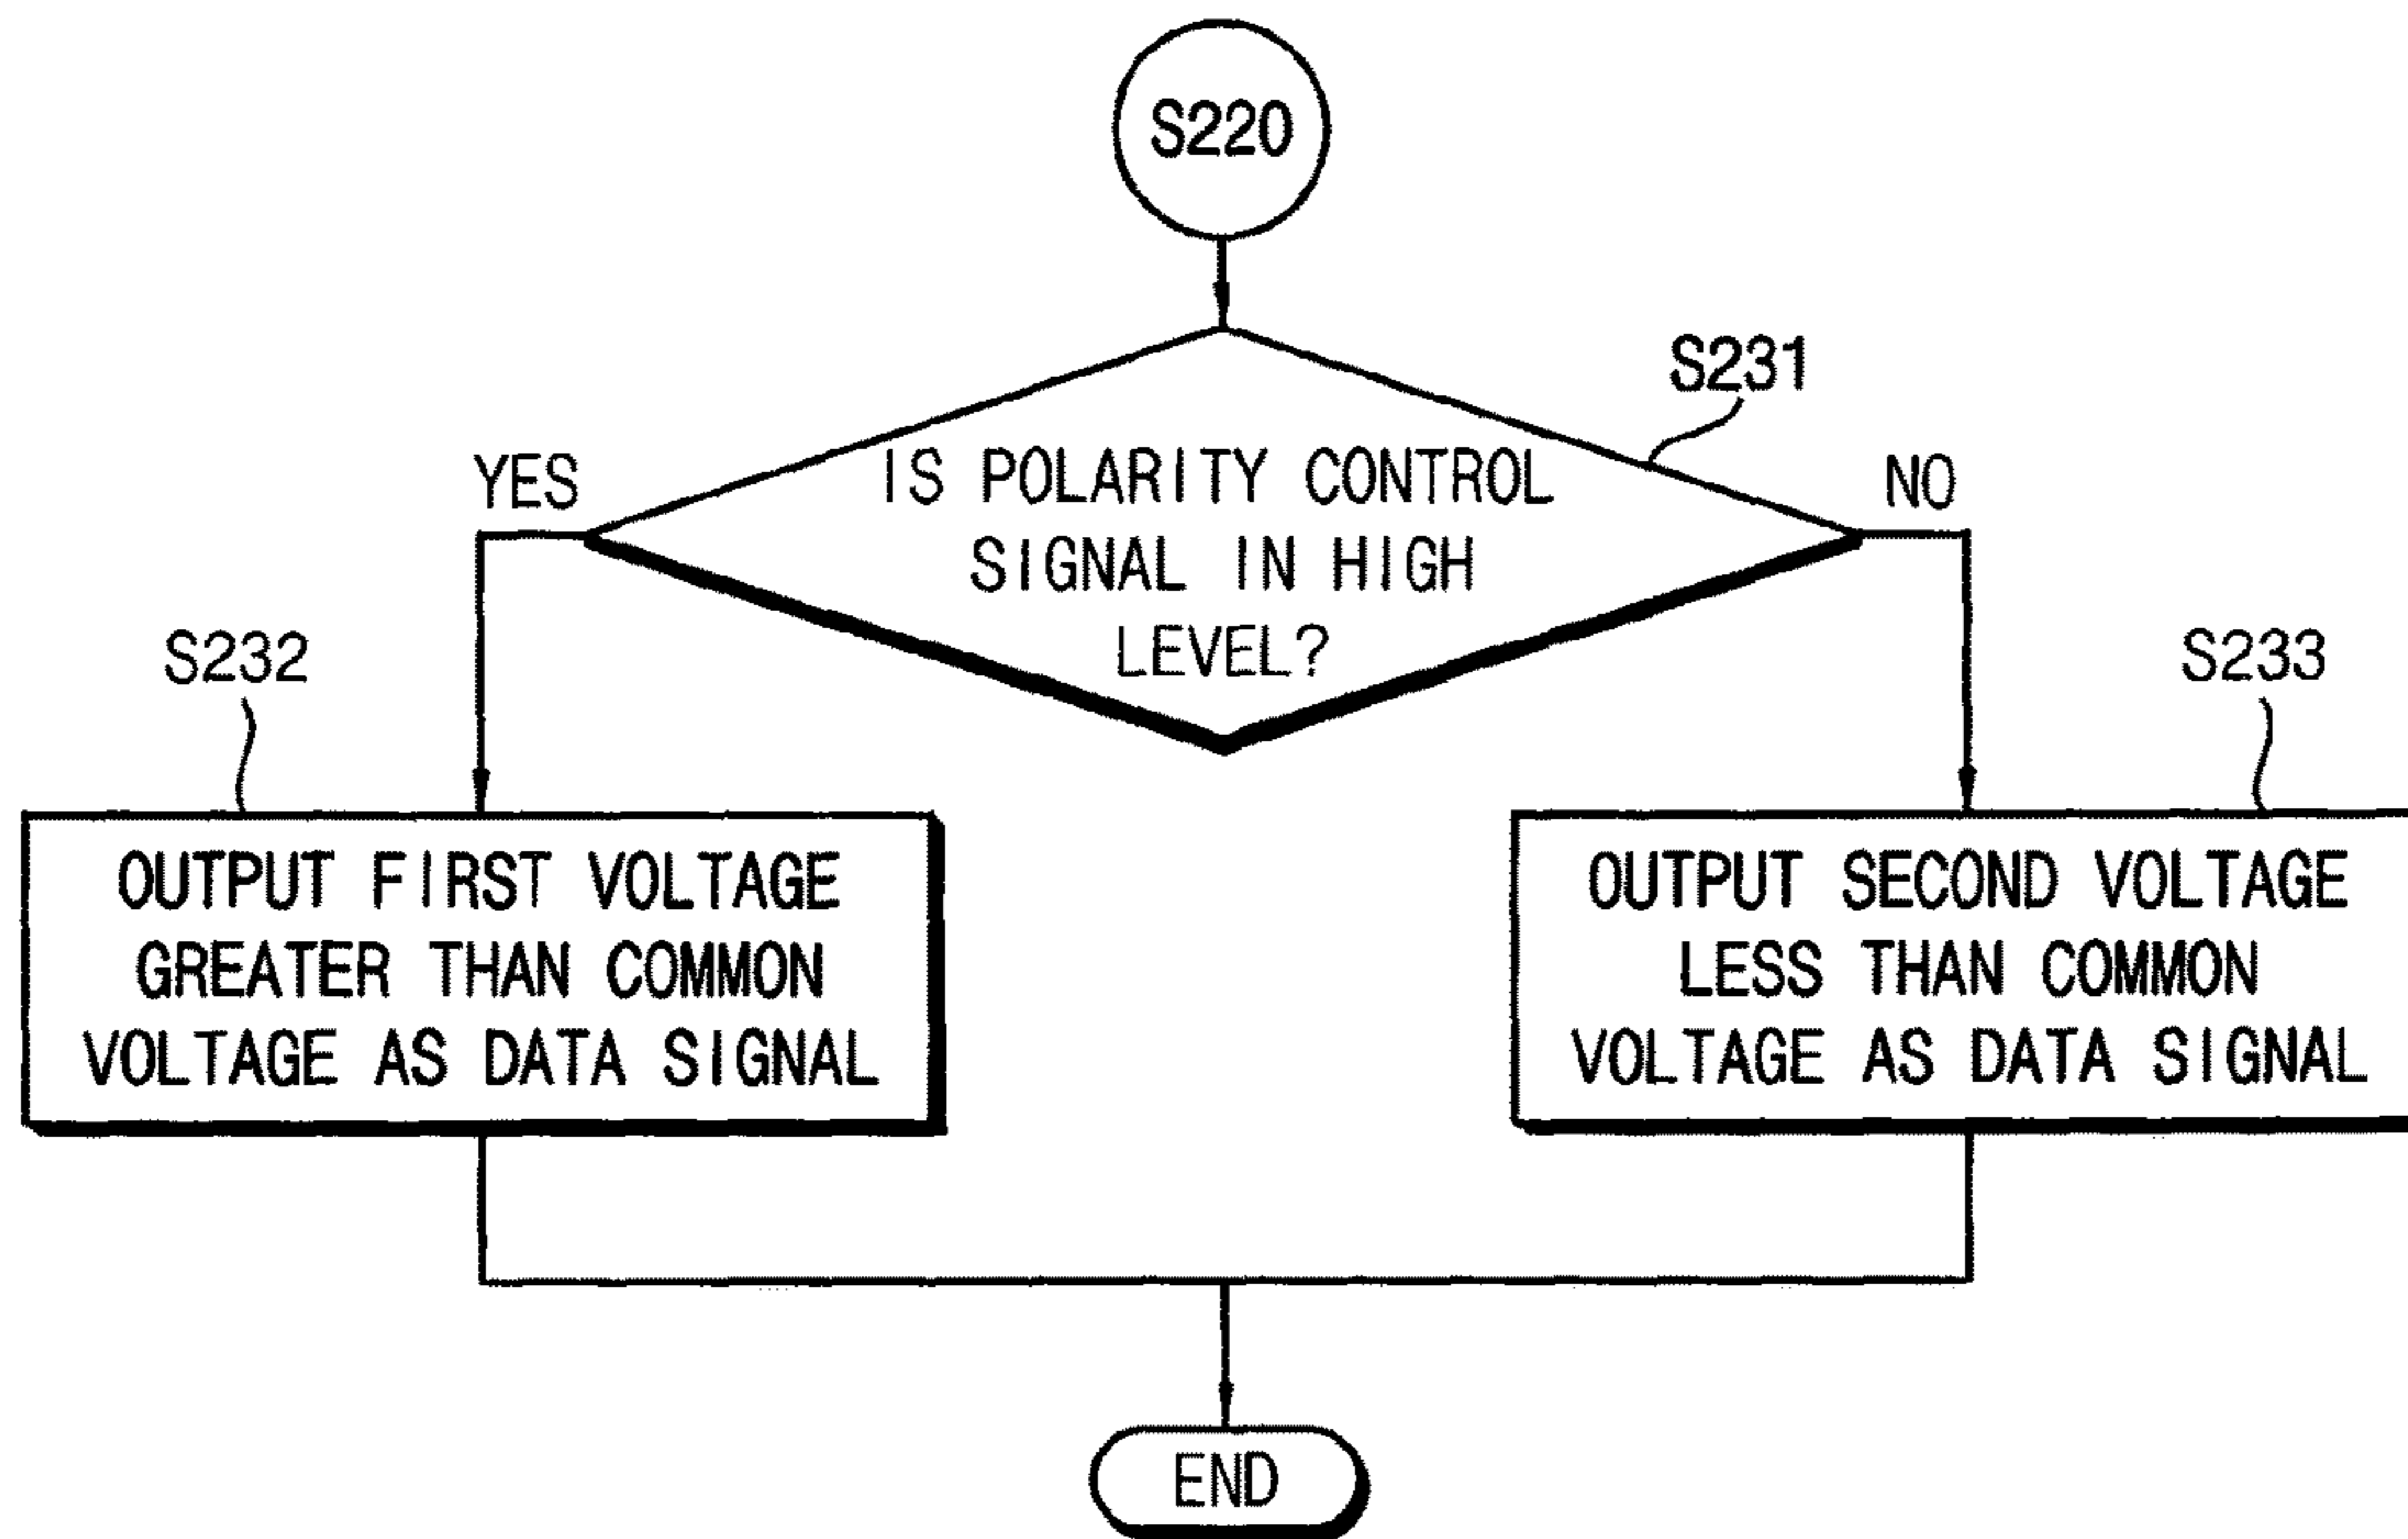 S220
S231
YES
IS POLARITY CONTROL
SIGNAL IN HIGH
LEVEL?
NO
S232
OUTPUT FIRST VOLTAGE
GREATER THAN COMMON
VOLTAGE AS DATA SIGNAL
S233
OUTPUT SECOND VOLTAGE
LESS THAN COMMON
VOLTAGE AS DATA SIGNAL
END